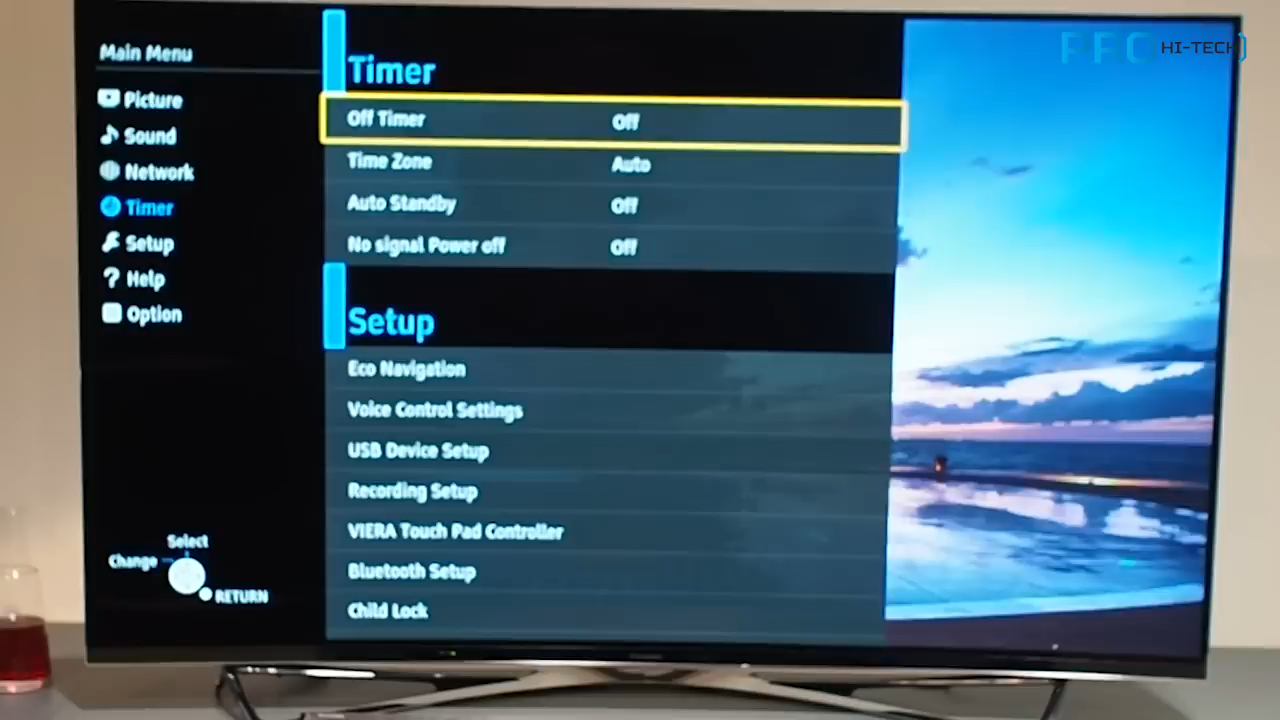 PRO HI-TECH
Main Menu
Picture
Sound
Network
Timer
Setup
Help
Option
Select
Change
RETURN
Timer
Off Timer Off
Time Zone Auto
Auto Standby Off
No signal Power off Off
Setup
Eco Navigation
Voice Control Settings
USB Device Setup
Recording Setup
VIERA Touch Pad Controller
Bluetooth Setup
Child Lock